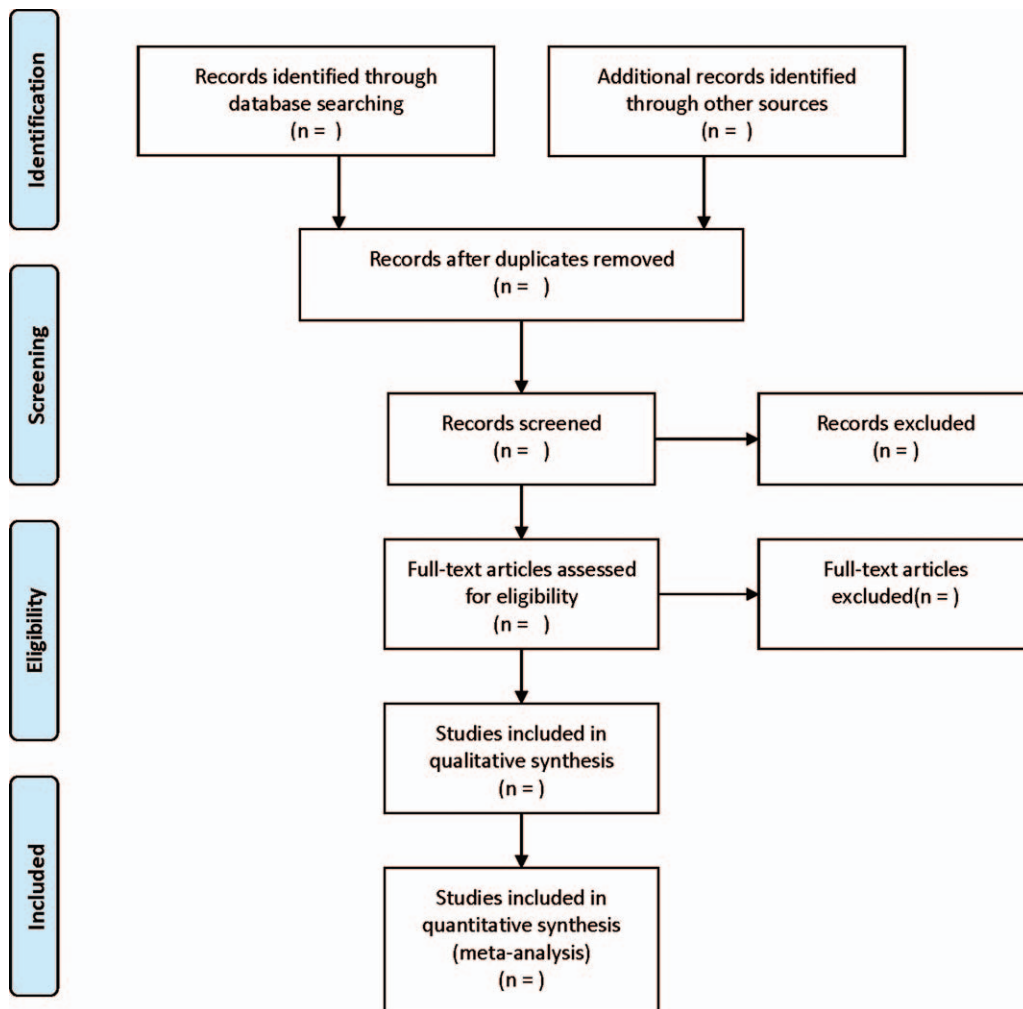 Identification
Records identified through
database searching
(n =  )
Additional records identified
through other sources
(n =  )
Records after duplicates removed
(n =  )
Screening
Records screened
(n =  )
Records excluded
(n = )
Eligibility
Full-text articles assessed
for eligibility
(n =  )
Full-text articles
excluded(n = )
Studies included in
qualitative synthesis
(n = )
Included
Studies included in
quantitative synthesis
(meta-analysis)
(n = )